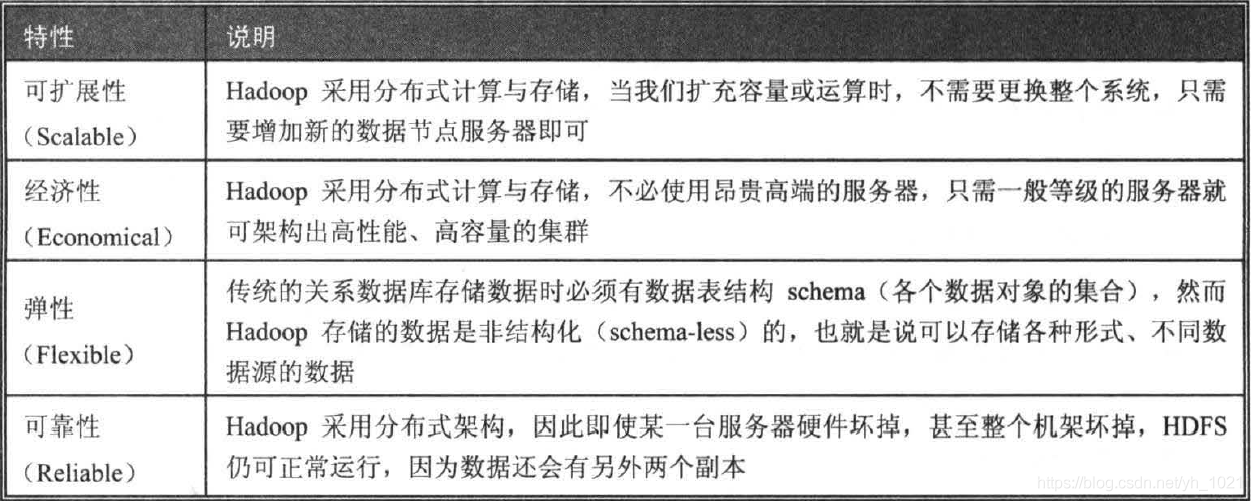 特性
说明
可扩展性
(Scalable)
Hadoop 采用分布式计算与存储，当我们扩充容量或运算时，不需要更换整个系统，只需
要增加新的数据节点服务器即可
经济性
（Economical）
Hadoop 采用分布式计算与存储，不必使用昂贵高端的服务器，只需一般等级的服务器就
可架构出高性能、高容量的集群
弹性
（Flexible）
传统的关系数据库存储数据时必须有数据表结构 schema（各个数据对象的集合），然而
Hadoop 存储的数据是非结构化（schema-less）的，也就是说可以存储各种形式、不同数
据源的数据
可靠性
(Reliable)
Hadoop 采用分布式架构，因此即使某一台服务器硬件坏掉，甚至整个机架坏掉，HDFS
仍可正常运行，因为数据还会有另外两个副本
https://blog.csdn.net/yh_1021